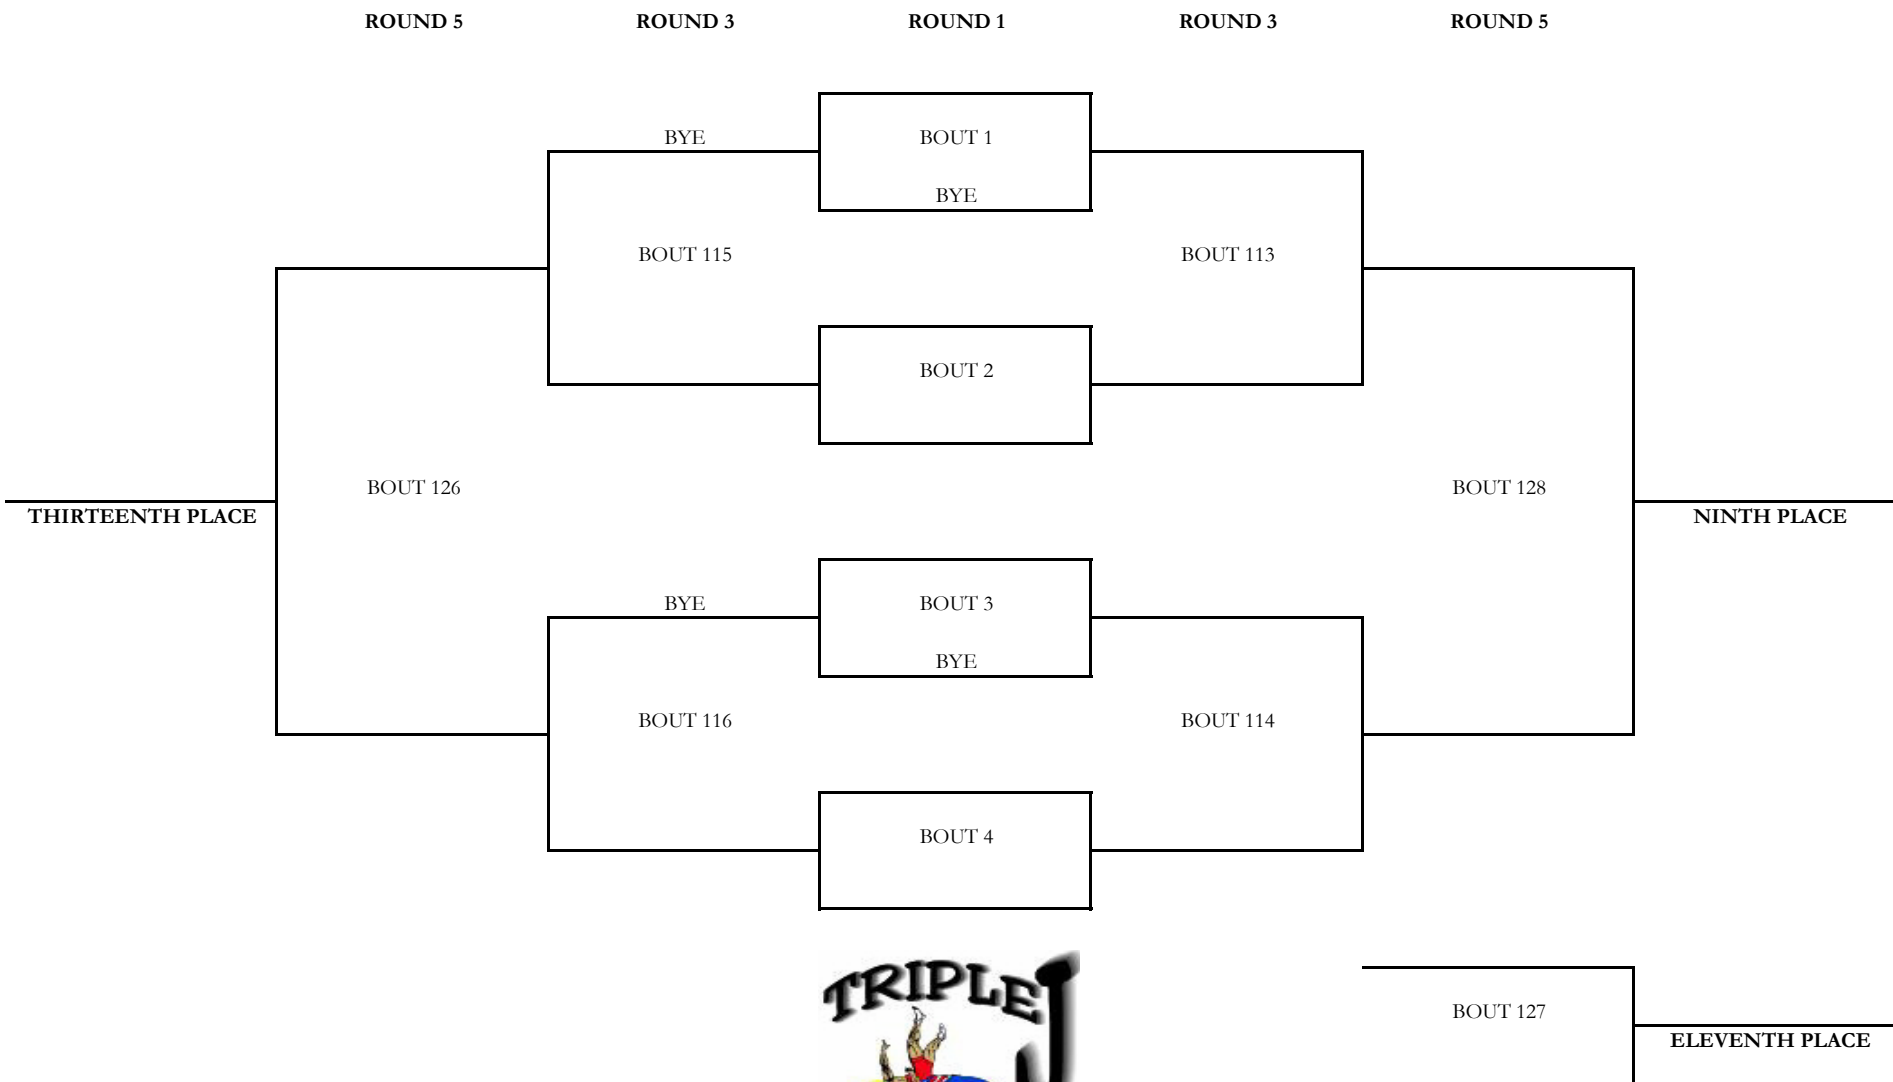 ROUND 5 ROUND 3 ROUND 1 ROUND 3 ROUND 5
BYE BOUT 1
BYE
BOUT 115 BOUT 113
BOUT 2
BOUT 126 BOUT 128
THIRTEENTH PLACE NINTH PLACE
BYE BOUT 3
BYE
BOUT 116 BOUT 114
BOUT 4
TRIPLE J
BOUT 127
ELEVENTH PLACE